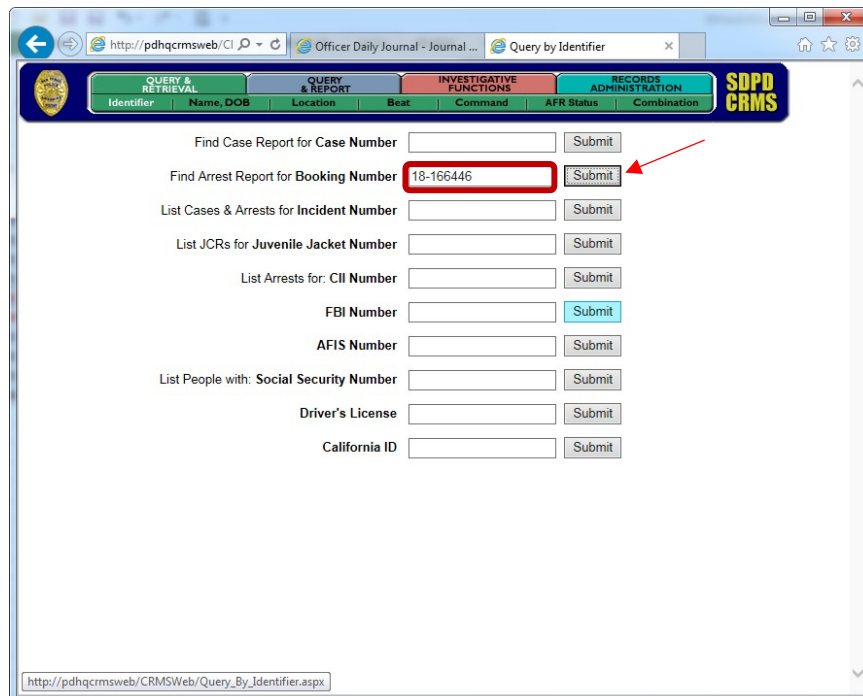 http://pdhqcrmsweb/Cl
Officer Daily Journal - Journal ...
Query by Identifier
QUERY & RETRIEVAL
QUERY & REPORT
INVESTIGATIVE FUNCTIONS
RECORDS ADMINISTRATION
SDPD CRMS
Identifier | Name, DOB | Location | Beat | Command | AFR Status | Combination
Find Case Report for Case Number Submit
Find Arrest Report for Booking Number 18-166446 Submit
List Cases & Arrests for Incident Number Submit
List JCRs for Juvenile Jacket Number Submit
List Arrests for: CII Number Submit
FBI Number Submit
AFIS Number Submit
List People with: Social Security Number Submit
Driver's License Submit
California ID Submit
http://pdhqcrmsweb/CRMSWeb/Query_By_Identifier.aspx